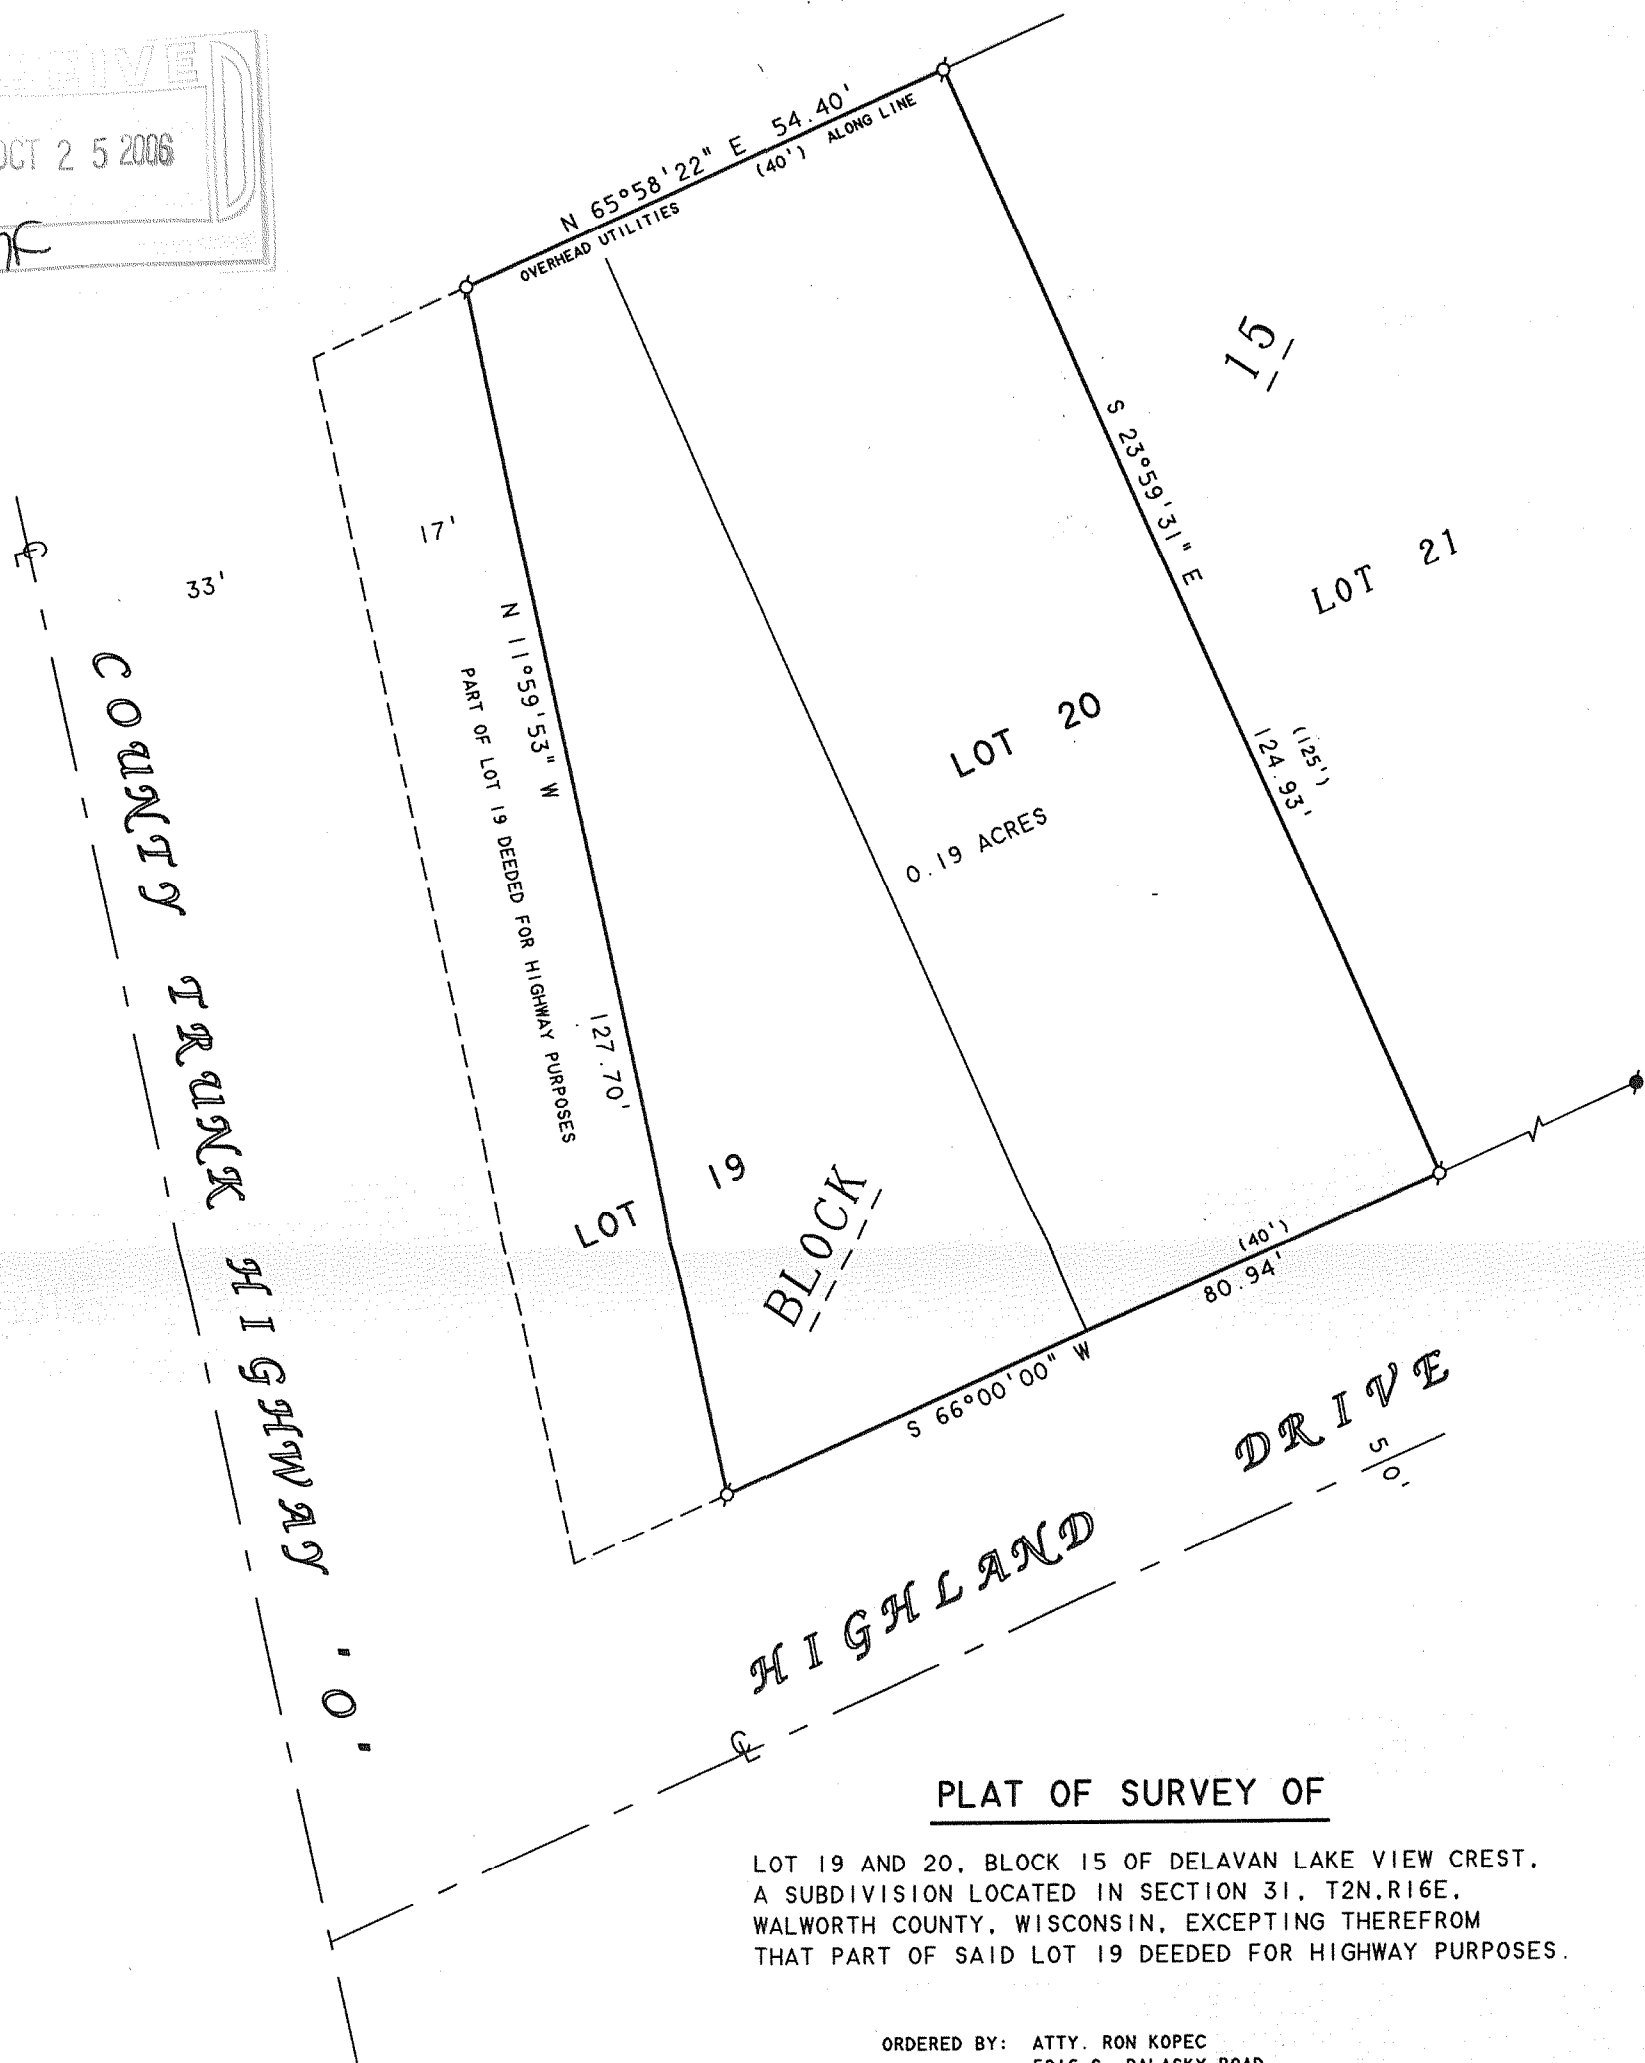 OCT 2 5 2006
N 65°58'22" E 54.40'
OVERHEAD UTILITIES (40') ALONG LINE
15
S 23°59'31" E
17'
33'
LOT 21
N 11°59'53" W
127.70'
PART OF LOT 19 DEEDED FOR HIGHWAY PURPOSES
LOT 20
0.19 ACRES
(125')
124.93'
COUNTY TRUNK HIGHWAY 'O'
LOT 19
BLOCK
(40')
80.94'
S 66°00'00" W
HIGHLAND DRIVE
50'
PLAT OF SURVEY OF
LOT 19 AND 20, BLOCK 15 OF DELAVAN LAKE VIEW CREST,
A SUBDIVISION LOCATED IN SECTION 31, T2N,R16E,
WALWORTH COUNTY, WISCONSIN, EXCEPTING THEREFROM
THAT PART OF SAID LOT 19 DEEDED FOR HIGHWAY PURPOSES.
ORDERED BY: ATTY. RON KOPEC